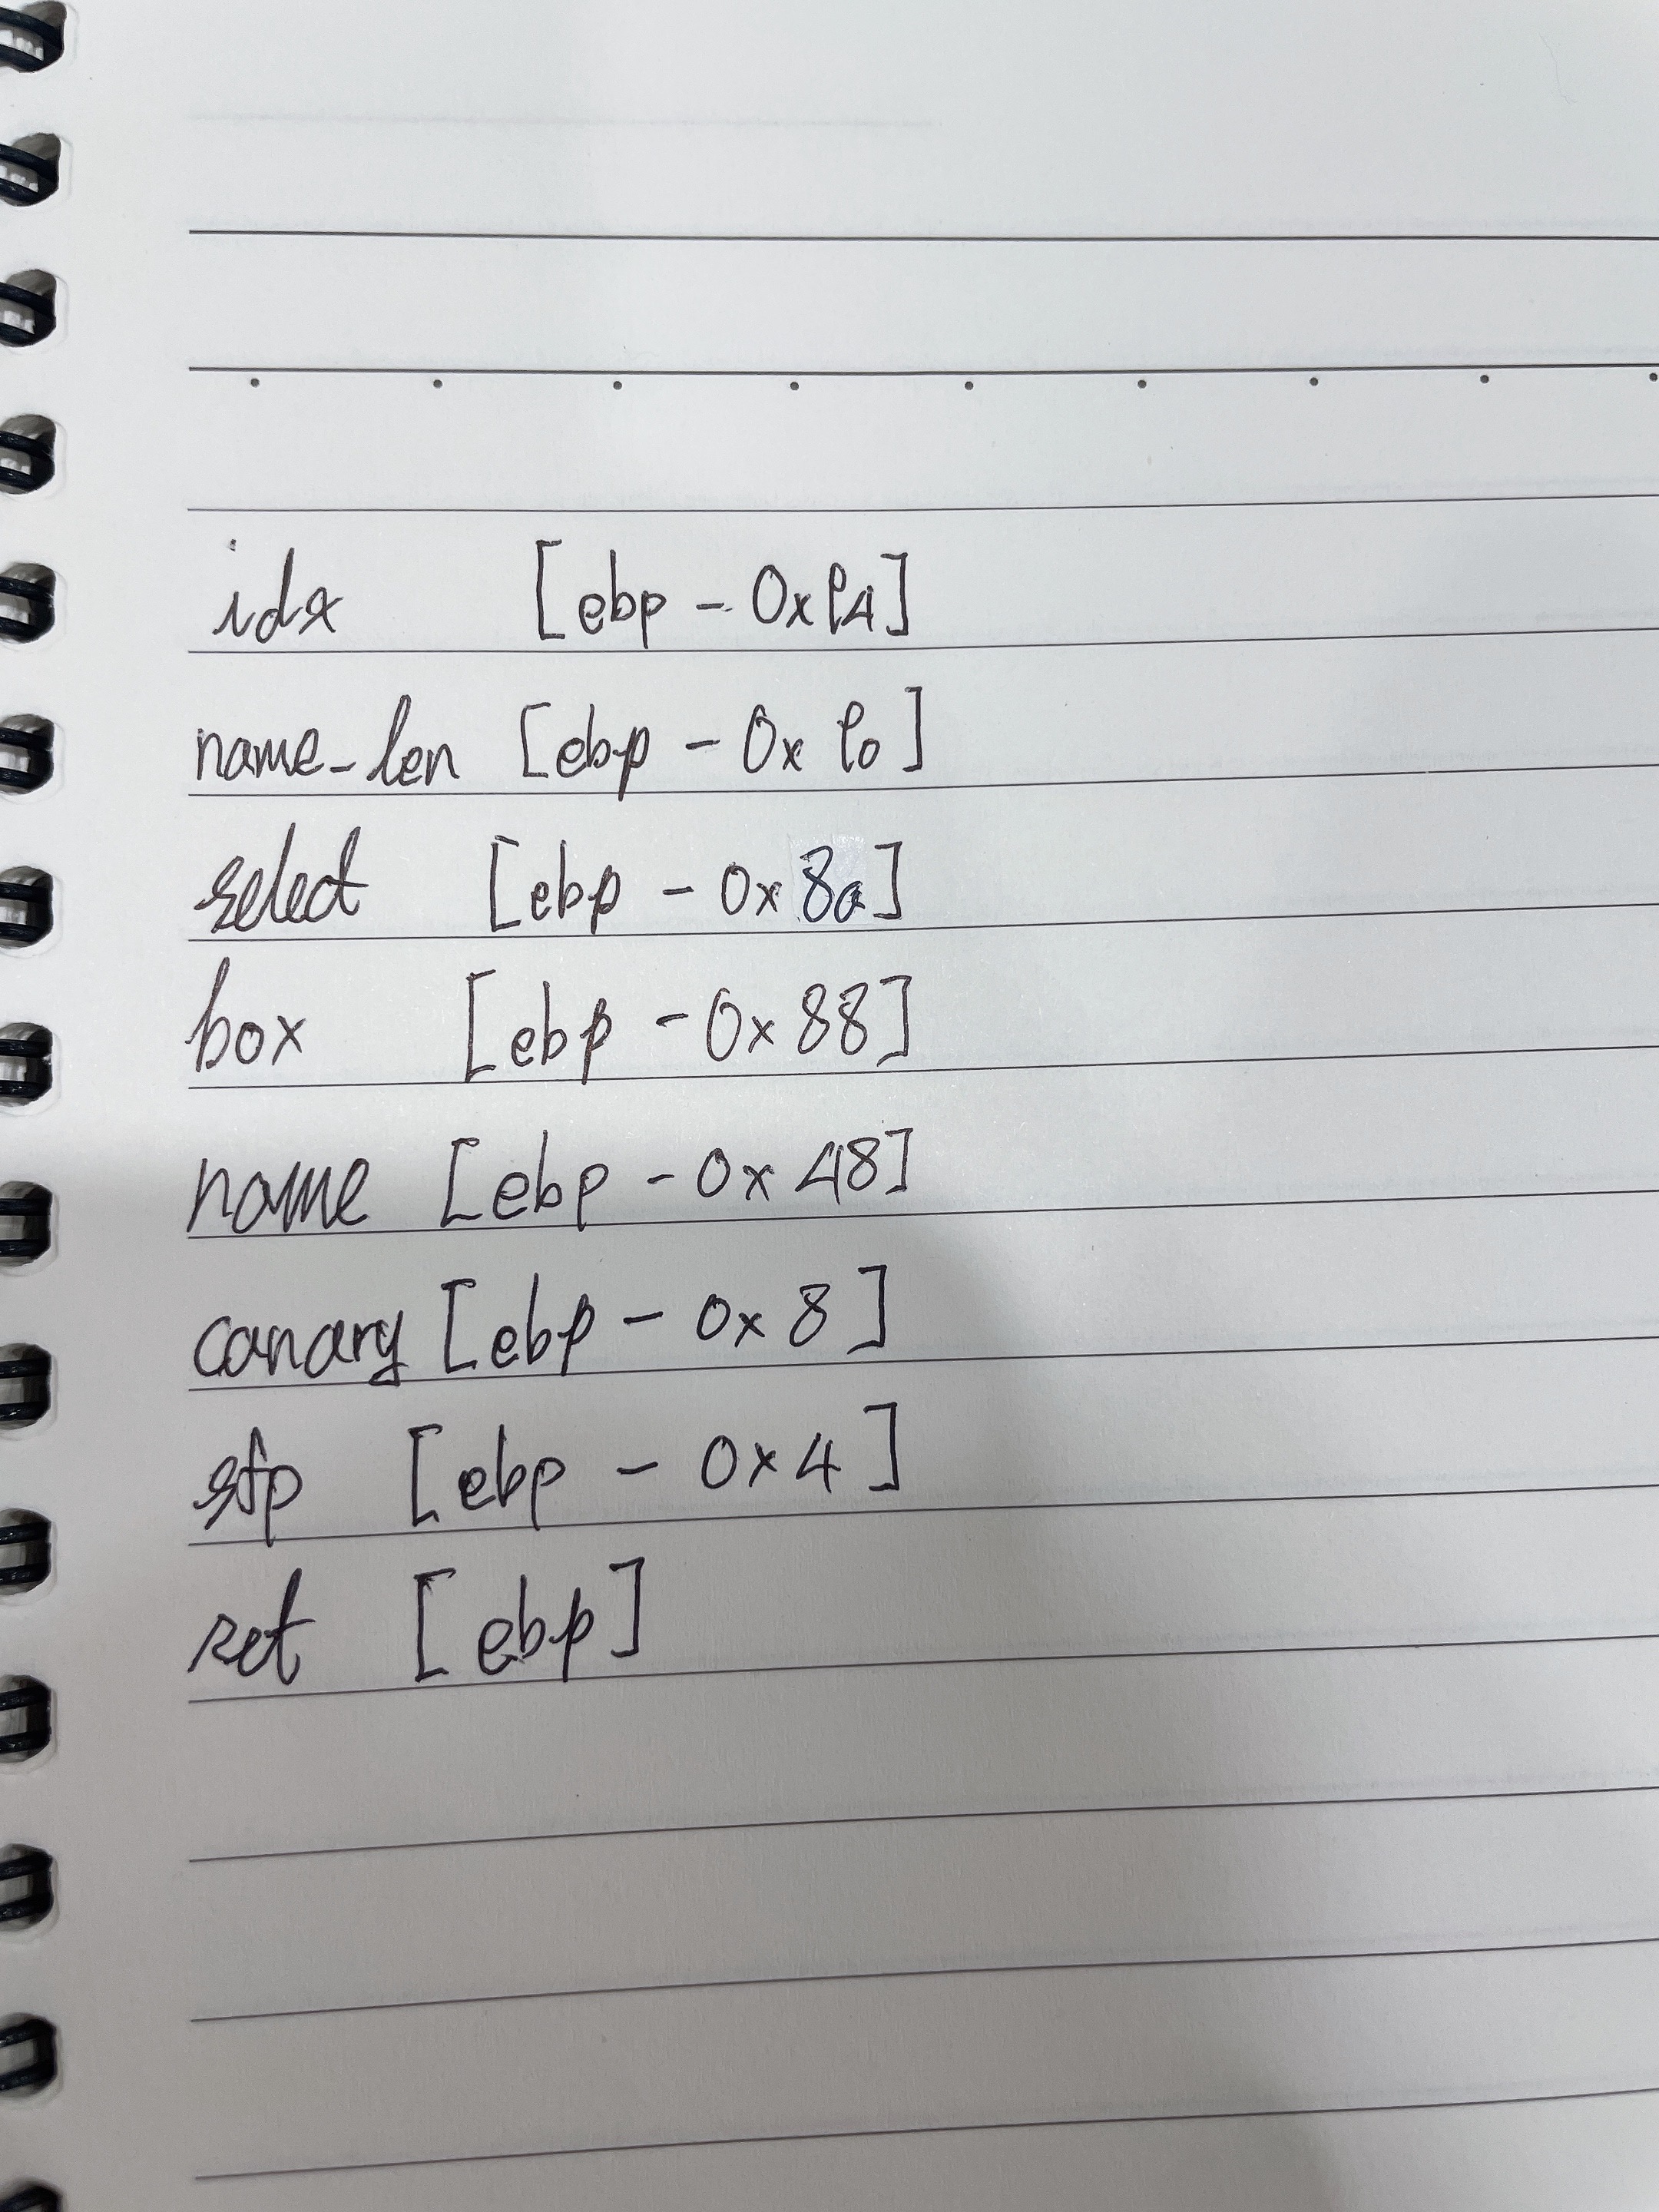 idx [ebp - 0x94]
name_len [ebp - 0x90]
select [ebp - 0x8a]
box [ebp - 0x88]
name [ebp - 0x48]
canary [ebp - 0x8]
sfp [ebp - 0x4]
ret [ebp]